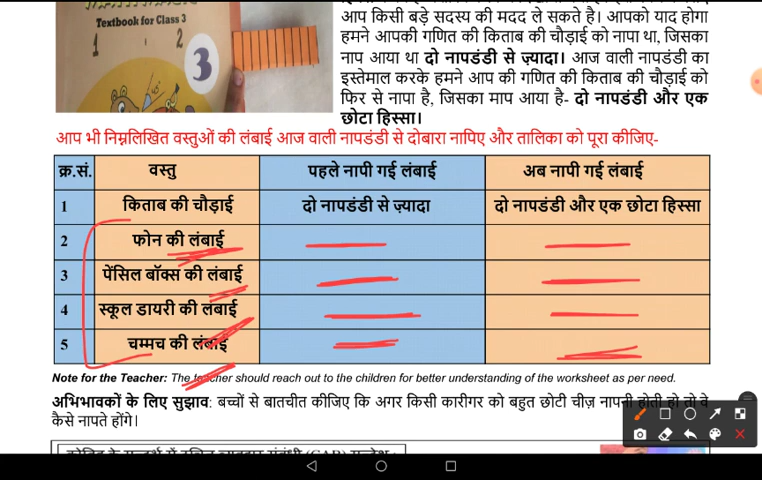 Textbook for Class 3
1
2
3
आप किसी बड़े सदस्य की मदद ले सकते है। आपको याद होगा
हमने आपकी गणित की किताब की चौड़ाई को नापा था, जिसका
नाप आया था दो नापडंडी से ज़्यादा। आज वाली नापडंडी का
इस्तेमाल करके हमने आप की गणित की किताब की चौड़ाई को
फिर से नापा है, जिसका माप आया है- दो नापडंडी और एक
छोटा हिस्सा।
आप भी निम्नलिखित वस्तुओं की लंबाई आज वाली नापडंडी से दोबारा नापिए और तालिका को पूरा कीजिए-
क्र.सं. वस्तु पहले नापी गई लंबाई अब नापी गई लंबाई
1 किताब की चौड़ाई दो नापडंडी से ज़्यादा दो नापडंडी और एक छोटा हिस्सा
2 फोन की लंबाई
3 पेंसिल बॉक्स की लंबाई
4 स्कूल डायरी की लंबाई
5 चम्मच की लंबाई
Note for the Teacher: The teacher should reach out to the children for better understanding of the worksheet as per need.
अभिभावकों के लिए सुझाव: बच्चों से बातचीत कीजिए कि अगर किसी कारीगर को बहुत छोटी चीज़ नापनी होती हो तो वे
कैसे नापते होंगे।